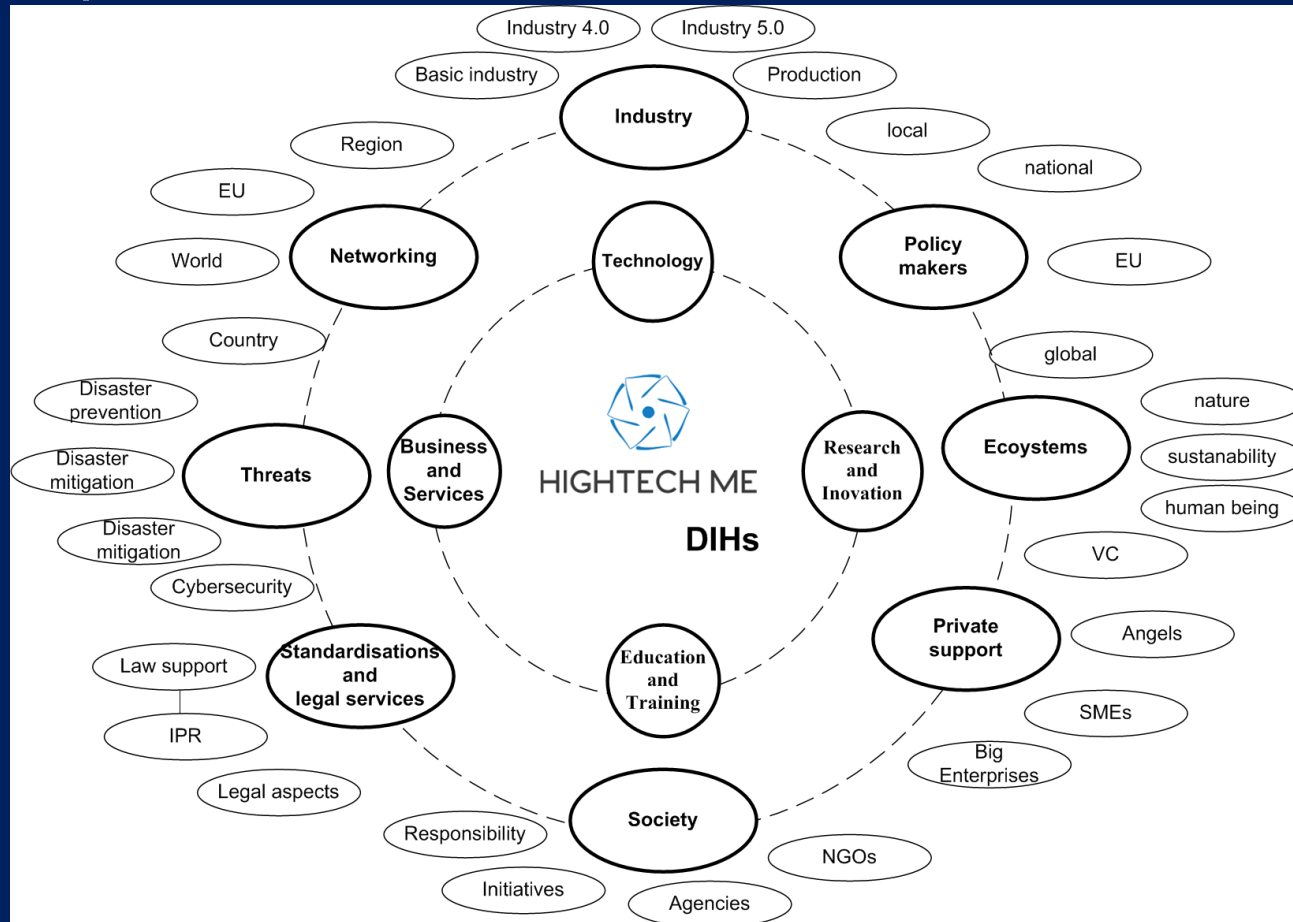 Industry 4.0
Industry 5.0
Basic industry
Production
Industry
local
Region
national
EU
Networking
Policy
makers
World
EU
Technology
Country
global
Disaster
prevention
nature
Business
and
Services
Research
and
Inovation
Threats
Ecoystems
Disaster
mitigation
sustanability
HIGHTECH ME
human being
Disaster
mitigation
DIHs
VC
Cybersecurity
Private
support
Angels
Standardisations
and
legal services
Law support
Education
and
Training
SMEs
IPR
Big
Enterprises
Legal aspects
Society
Responsibility
NGOs
Initiatives
Agencies